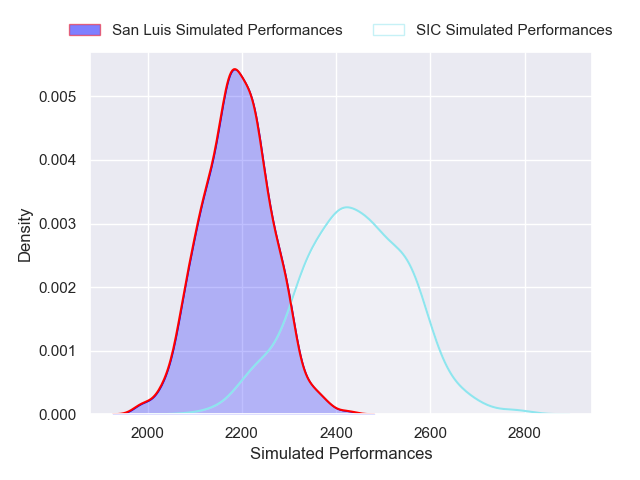 San Luis Simulated Performances SIC Simulated Performances
0.005
0.004
0.003
0.002
0.001
0.000
Density
2000 2200 2400 2600 2800
Simulated Performances